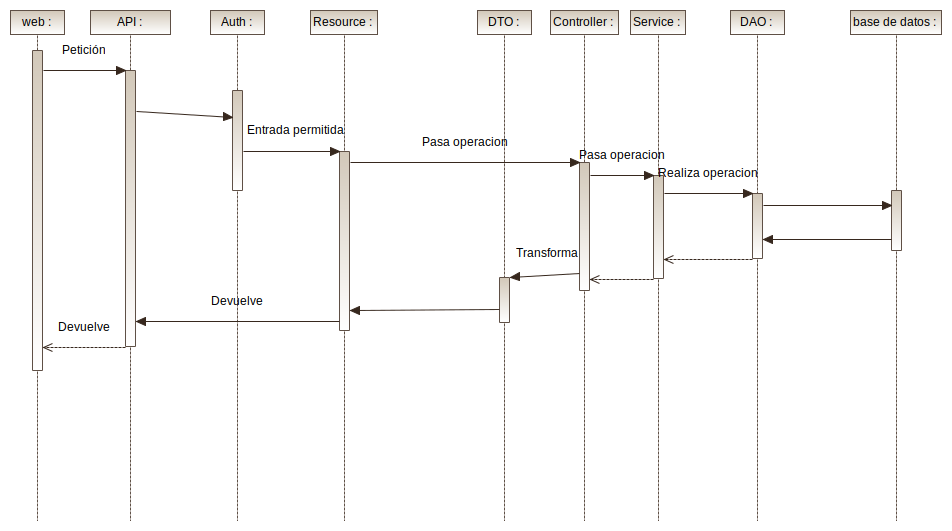 web :
API :
Auth :
Resource :
DTO :
Controller :
Service :
DAO :
base de datos :
Petición
Entrada permitida
Pasa operacion
Pasa operacion
Realiza operacion
Transforma
Devuelve
Devuelve